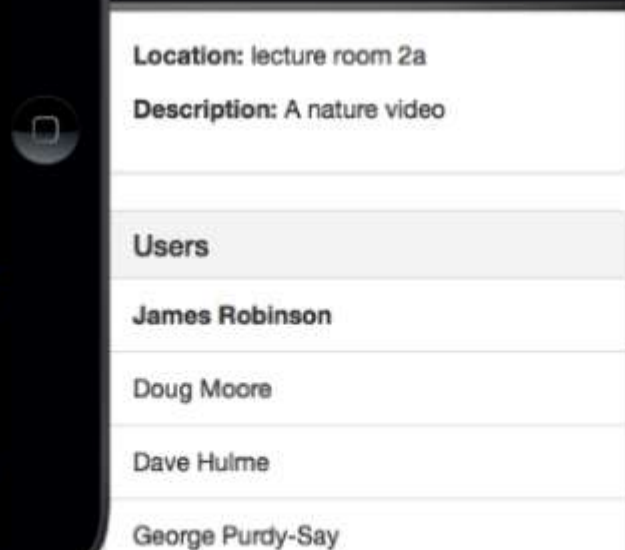 Location: lecture room 2a
Description: A nature video
Users
James Robinson
Doug Moore
Dave Hulme
George Purdy-Say